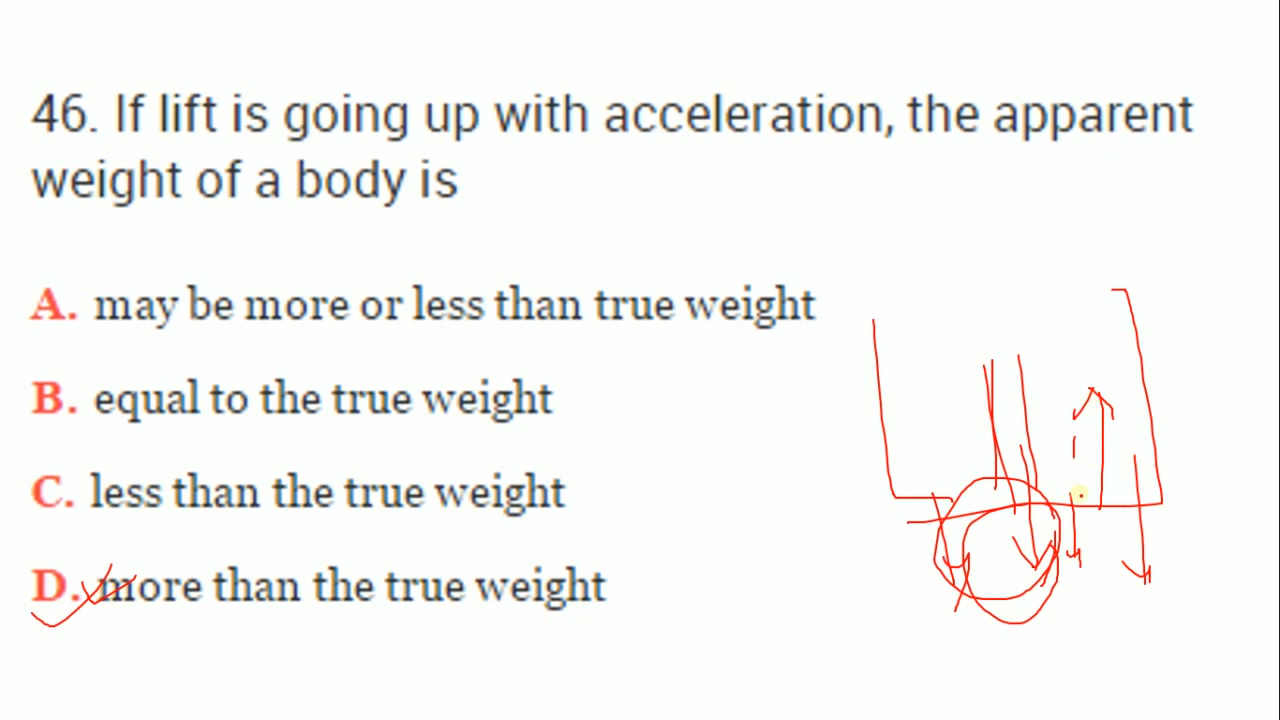 46. If lift is going up with acceleration, the apparent
weight of a body is
A. may be more or less than true weight
B. equal to the true weight
C. less than the true weight
D. more than the true weight